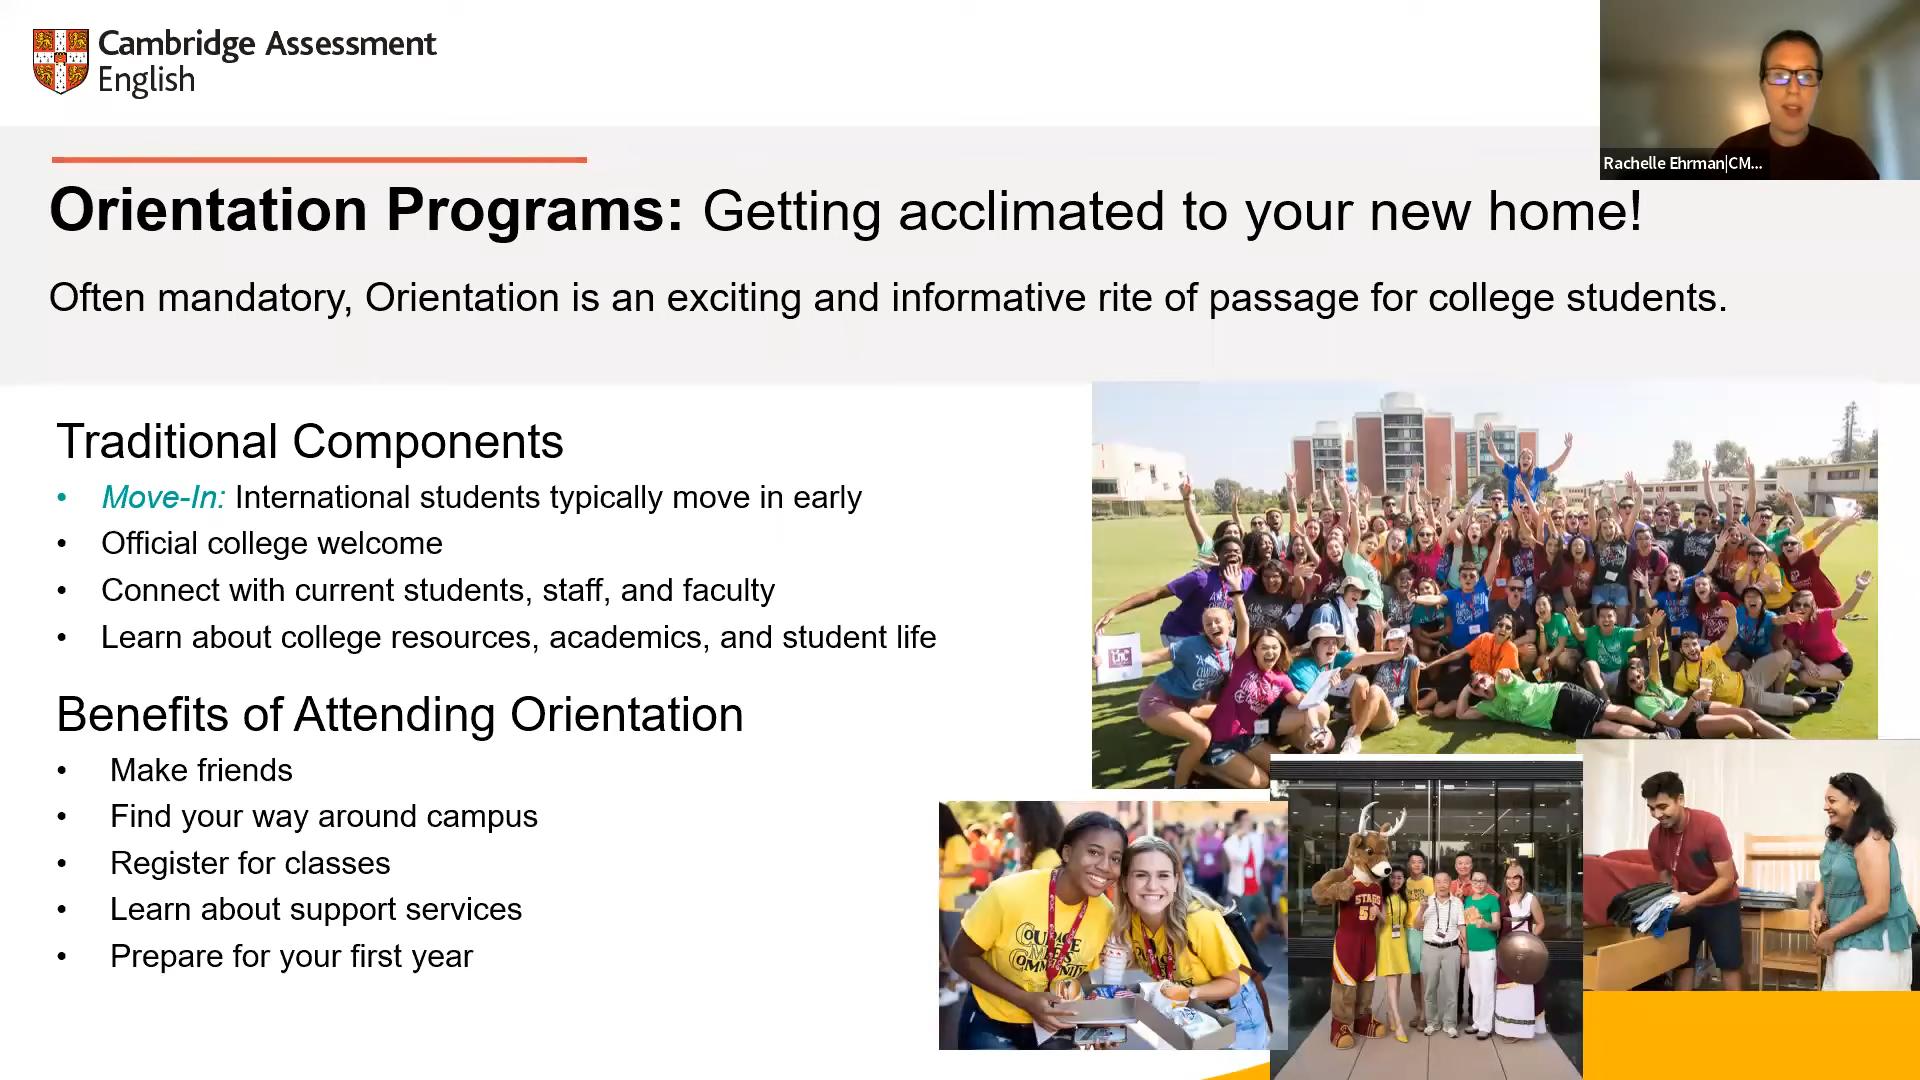 Cambridge Assessment
English
Rachelle Ehrman|CM...
Orientation Programs: Getting acclimated to your new home!
Often mandatory, Orientation is an exciting and informative rite of passage for college students.
Traditional Components
• Move-In: International students typically move in early
• Official college welcome
• Connect with current students, staff, and faculty
• Learn about college resources, academics, and student life
Benefits of Attending Orientation
• Make friends
• Find your way around campus
• Register for classes
• Learn about support services
• Prepare for your first year
COURAGE
MEETS
COMMUNITY
STAGS